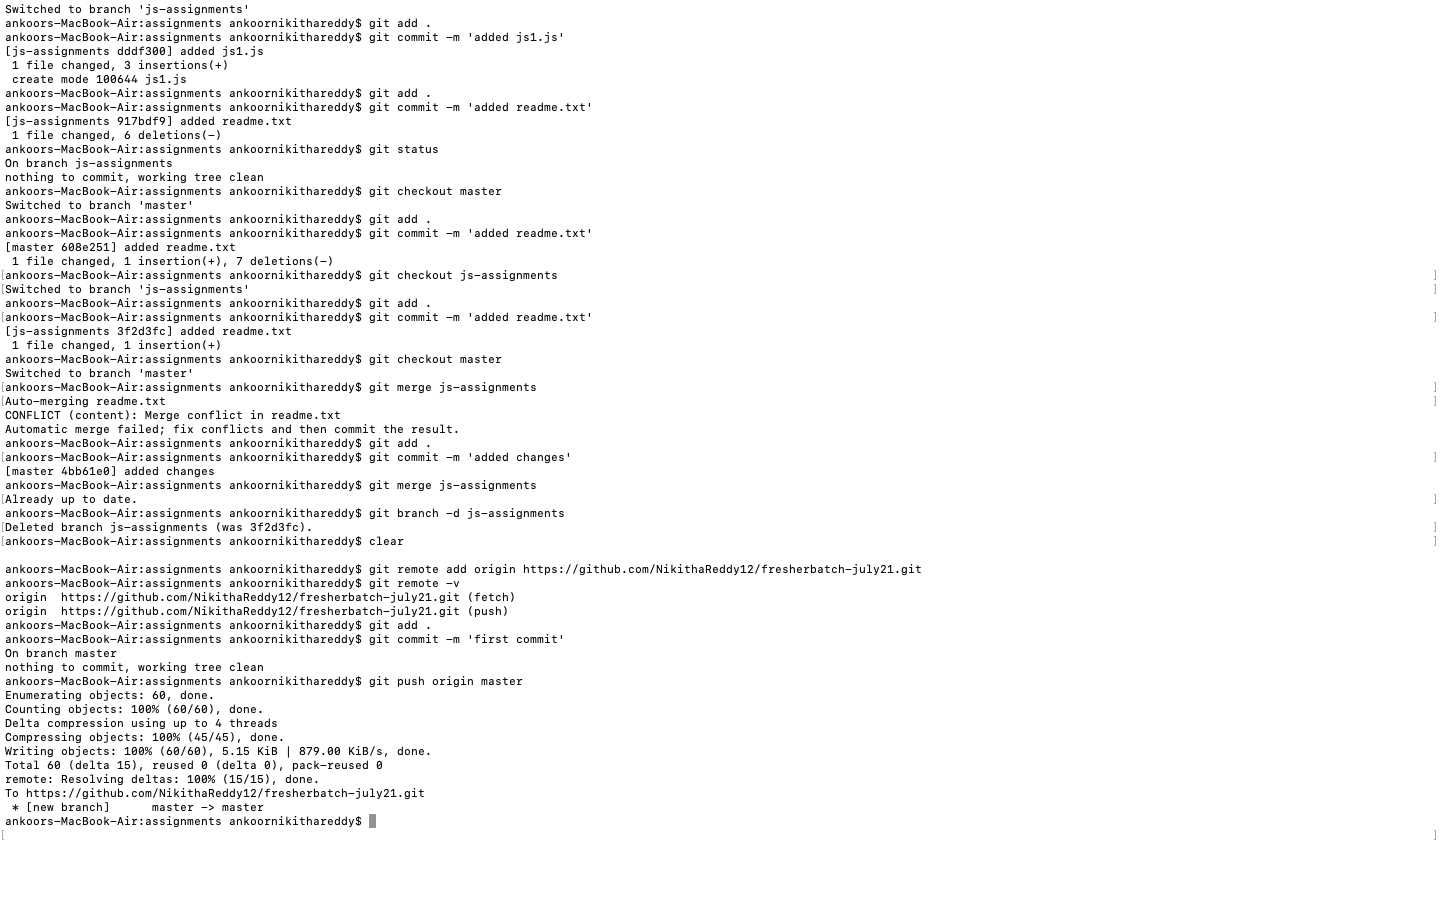 Switched to branch 'js-assignments'
ankoors-MacBook-Air:assignments ankoornikithareddy$ git add .
ankoors-MacBook-Air:assignments ankoornikithareddy$ git commit -m 'added js1.js'
[js-assignments dddf300] added js1.js
 1 file changed, 3 insertions(+)
 create mode 100644 js1.js
ankoors-MacBook-Air:assignments ankoornikithareddy$ git add .
ankoors-MacBook-Air:assignments ankoornikithareddy$ git commit -m 'added readme.txt'
[js-assignments 917bdf9] added readme.txt
 1 file changed, 6 deletions(-)
ankoors-MacBook-Air:assignments ankoornikithareddy$ git status
On branch js-assignments
nothing to commit, working tree clean
ankoors-MacBook-Air:assignments ankoornikithareddy$ git checkout master
Switched to branch 'master'
ankoors-MacBook-Air:assignments ankoornikithareddy$ git add .
ankoors-MacBook-Air:assignments ankoornikithareddy$ git commit -m 'added readme.txt'
[master 608e251] added readme.txt
 1 file changed, 1 insertion(+), 7 deletions(-)
[ankoors-MacBook-Air:assignments ankoornikithareddy$ git checkout js-assignments ]
[Switched to branch 'js-assignments' ]
ankoors-MacBook-Air:assignments ankoornikithareddy$ git add .
[ankoors-MacBook-Air:assignments ankoornikithareddy$ git commit -m 'added readme.txt' ]
[js-assignments 3f2d3fc] added readme.txt
 1 file changed, 1 insertion(+)
ankoors-MacBook-Air:assignments ankoornikithareddy$ git checkout master
Switched to branch 'master'
[ankoors-MacBook-Air:assignments ankoornikithareddy$ git merge js-assignments ]
[Auto-merging readme.txt ]
CONFLICT (content): Merge conflict in readme.txt
Automatic merge failed; fix conflicts and then commit the result.
ankoors-MacBook-Air:assignments ankoornikithareddy$ git add .
[ankoors-MacBook-Air:assignments ankoornikithareddy$ git commit -m 'added changes' ]
[master 4bb61e0] added changes
ankoors-MacBook-Air:assignments ankoornikithareddy$ git merge js-assignments
[Already up to date. ]
ankoors-MacBook-Air:assignments ankoornikithareddy$ git branch -d js-assignments
[Deleted branch js-assignments (was 3f2d3fc). ]
[ankoors-MacBook-Air:assignments ankoornikithareddy$ clear ]
ankoors-MacBook-Air:assignments ankoornikithareddy$ git remote add origin https://github.com/NikithaReddy12/fresherbatch-july21.git
ankoors-MacBook-Air:assignments ankoornikithareddy$ git remote -v
origin  https://github.com/NikithaReddy12/fresherbatch-july21.git (fetch)
origin  https://github.com/NikithaReddy12/fresherbatch-july21.git (push)
ankoors-MacBook-Air:assignments ankoornikithareddy$ git add .
ankoors-MacBook-Air:assignments ankoornikithareddy$ git commit -m 'first commit'
On branch master
nothing to commit, working tree clean
ankoors-MacBook-Air:assignments ankoornikithareddy$ git push origin master
Enumerating objects: 60, done.
Counting objects: 100% (60/60), done.
Delta compression using up to 4 threads
Compressing objects: 100% (45/45), done.
Writing objects: 100% (60/60), 5.15 KiB | 879.00 KiB/s, done.
Total 60 (delta 15), reused 0 (delta 0), pack-reused 0
remote: Resolving deltas: 100% (15/15), done.
To https://github.com/NikithaReddy12/fresherbatch-july21.git
 * [new branch]      master -> master
ankoors-MacBook-Air:assignments ankoornikithareddy$
[ ]